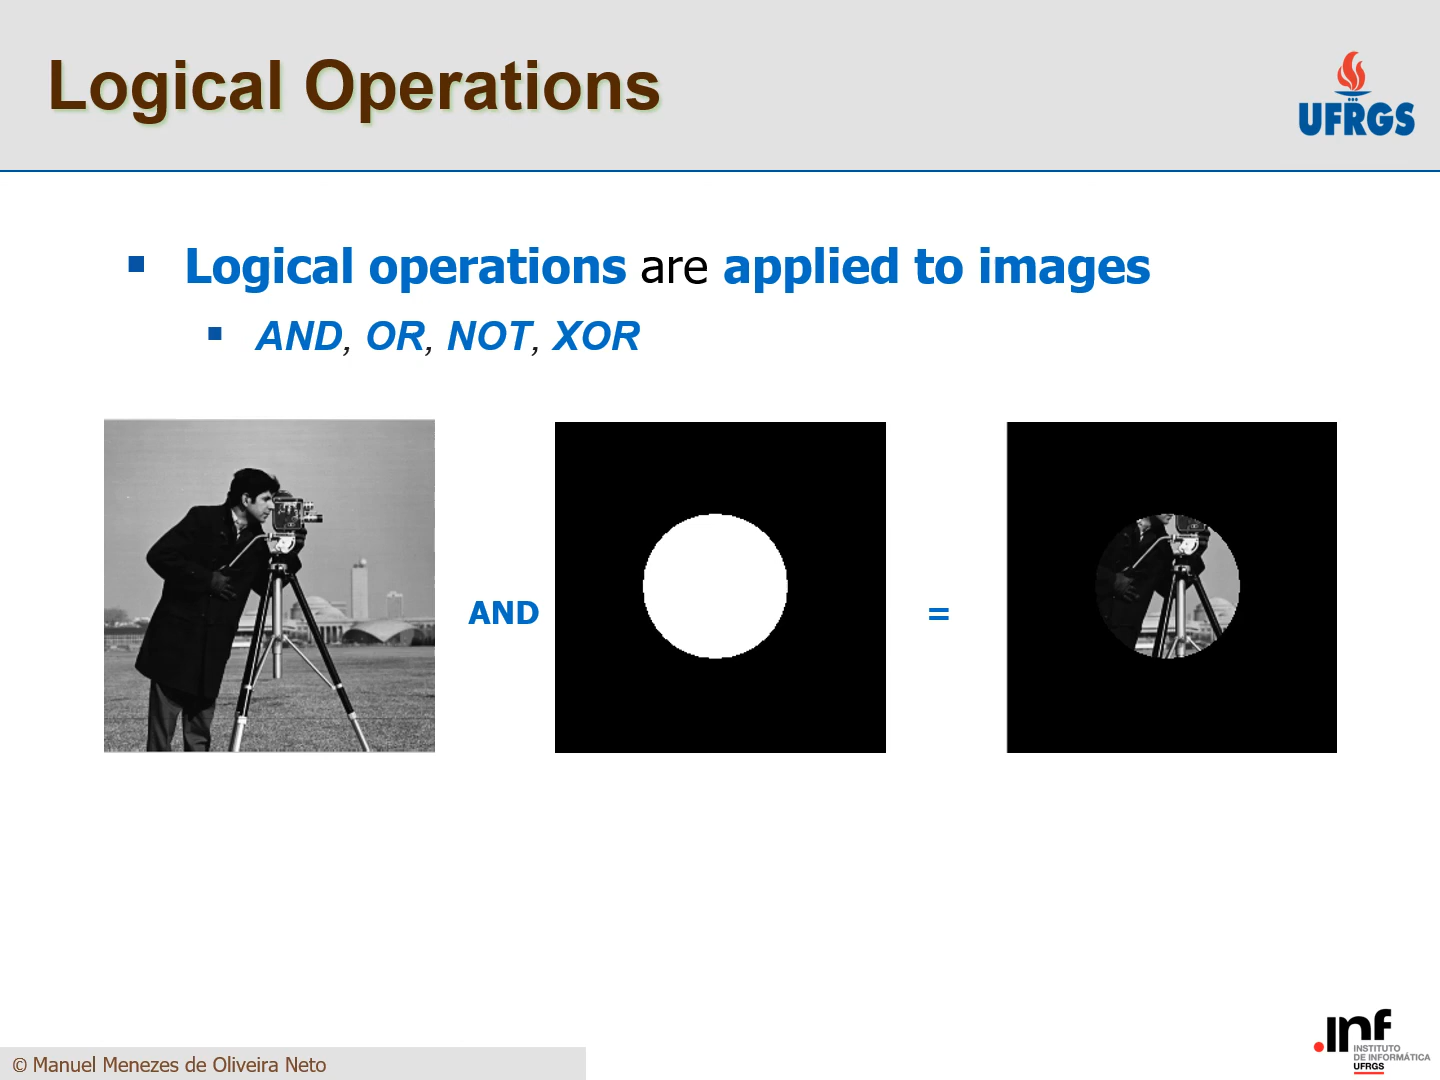 Logical Operations
UFRGS
▪ Logical operations are applied to images
▪ AND, OR, NOT, XOR
AND
=
.inf
INSTITUTO
DE INFORMÁTICA
UFRGS
© Manuel Menezes de Oliveira Neto